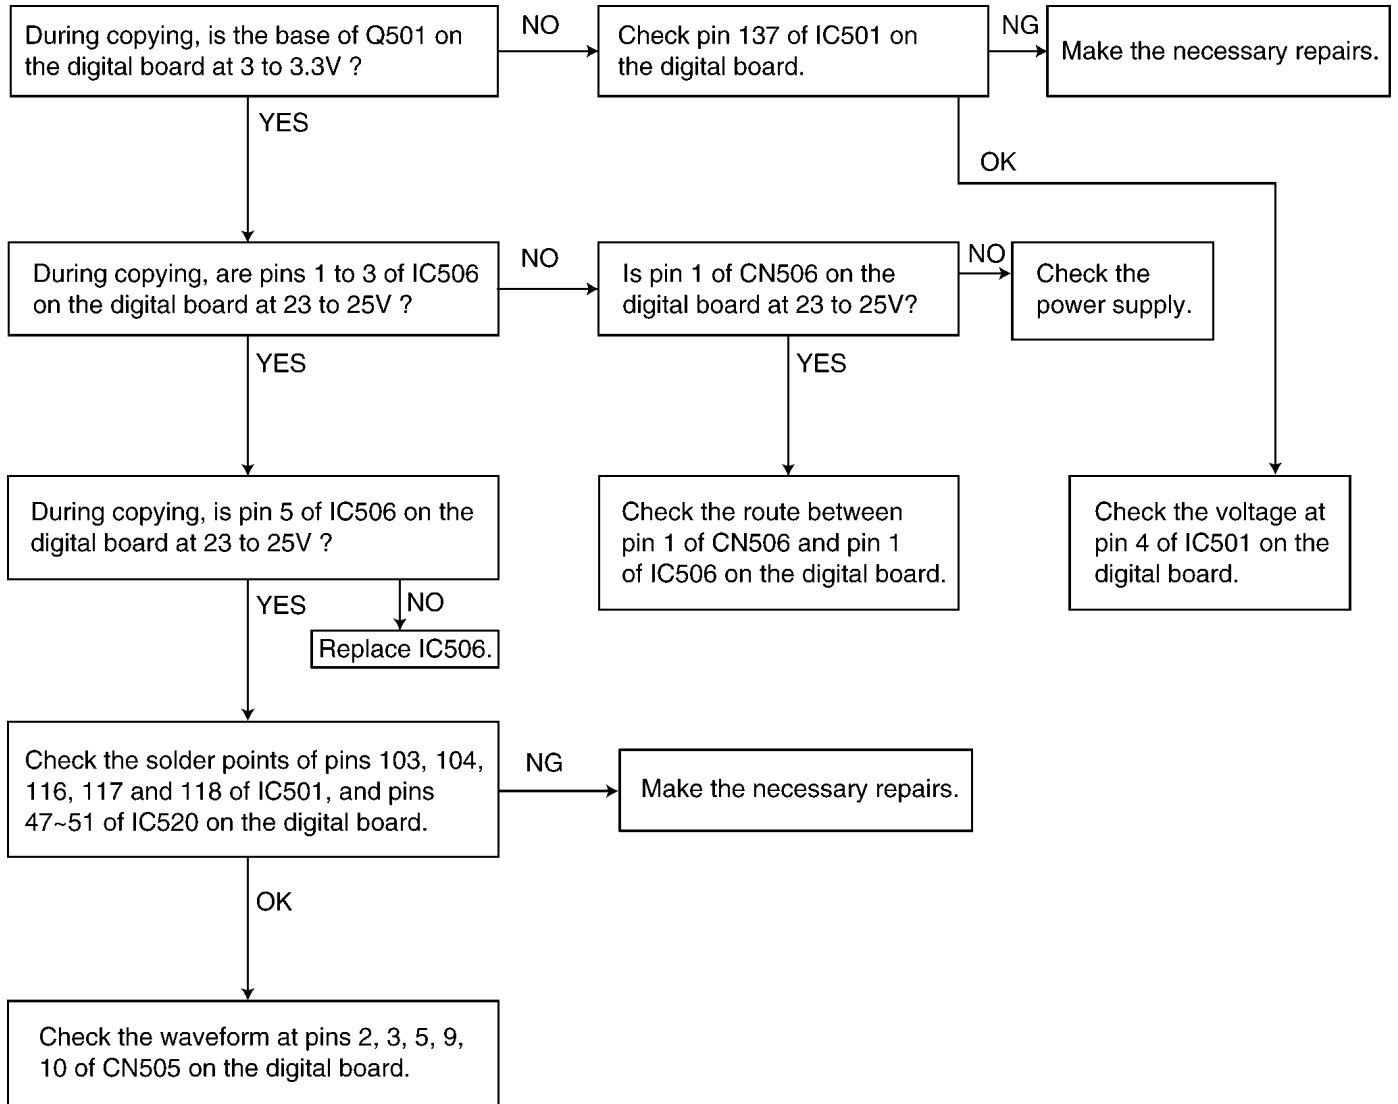 During copying, is the base of Q501 on
the digital board at 3 to 3.3V ?
NO
Check pin 137 of IC501 on
the digital board.
NG
Make the necessary repairs.
YES
OK
During copying, are pins 1 to 3 of IC506
on the digital board at 23 to 25V ?
NO
Is pin 1 of CN506 on the
digital board at 23 to 25V?
NO
Check the
power supply.
YES
YES
During copying, is pin 5 of IC506 on the
digital board at 23 to 25V ?
Check the route between
pin 1 of CN506 and pin 1
of IC506 on the digital board.
Check the voltage at
pin 4 of IC501 on the
digital board.
YES
NO
Replace IC506.
Check the solder points of pins 103, 104,
116, 117 and 118 of IC501, and pins
47~51 of IC520 on the digital board.
NG
Make the necessary repairs.
OK
Check the waveform at pins 2, 3, 5, 9,
10 of CN505 on the digital board.